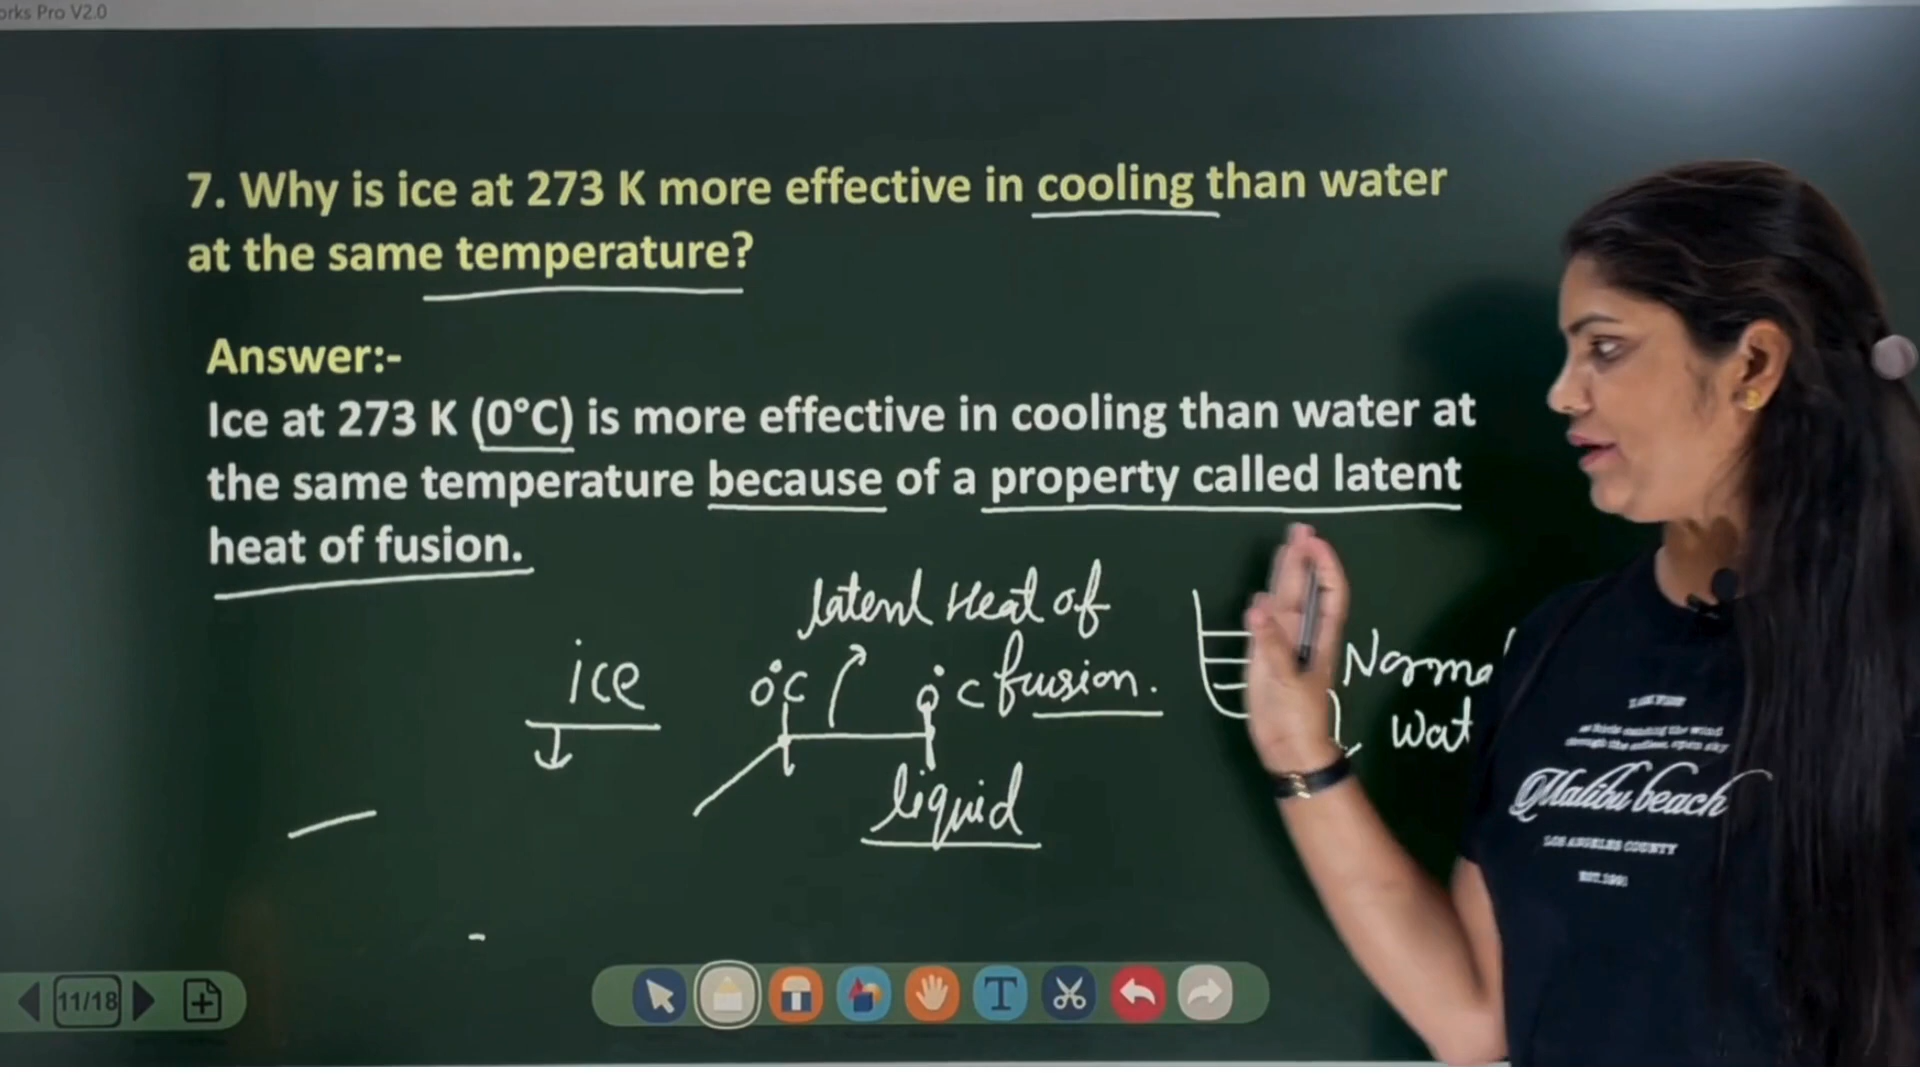 orks Pro V2.0
7. Why is ice at 273 K more effective in cooling than water
at the same temperature?
Answer:-
Ice at 273 K (0°C) is more effective in cooling than water at
the same temperature because of a property called latent
heat of fusion.
latent Heat of
fusion.
ice
0°C
0°C
liquid
Norma
Wat
Malibu beach
LOS ANGELES COUNTY
EST.1991
11/18
T